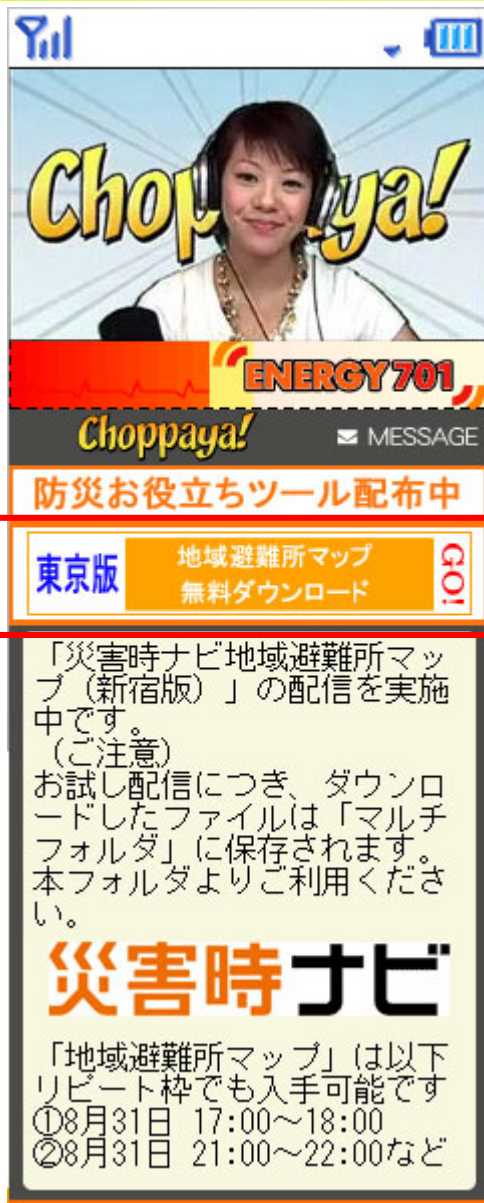 Choppaya!
ENERGY 701
Choppaya! MESSAGE
防災お役立ちツール配布中
東京版
地域避難所マップ
無料ダウンロード
GO!
「災害時ナビ地域避難所マッ
プ（新宿版）」の配信を実施
中です。
（ご注意）
お試し配信につき、ダウンロ
ードしたファイルは「マルチ
フォルダ」に保存されます。
本フォルダよりご利用くださ
い。
災害時ナビ
「地域避難所マップ」は以下
リピート枠でも入手可能です
①8月31日 17:00～18:00
②8月31日 21:00～22:00など